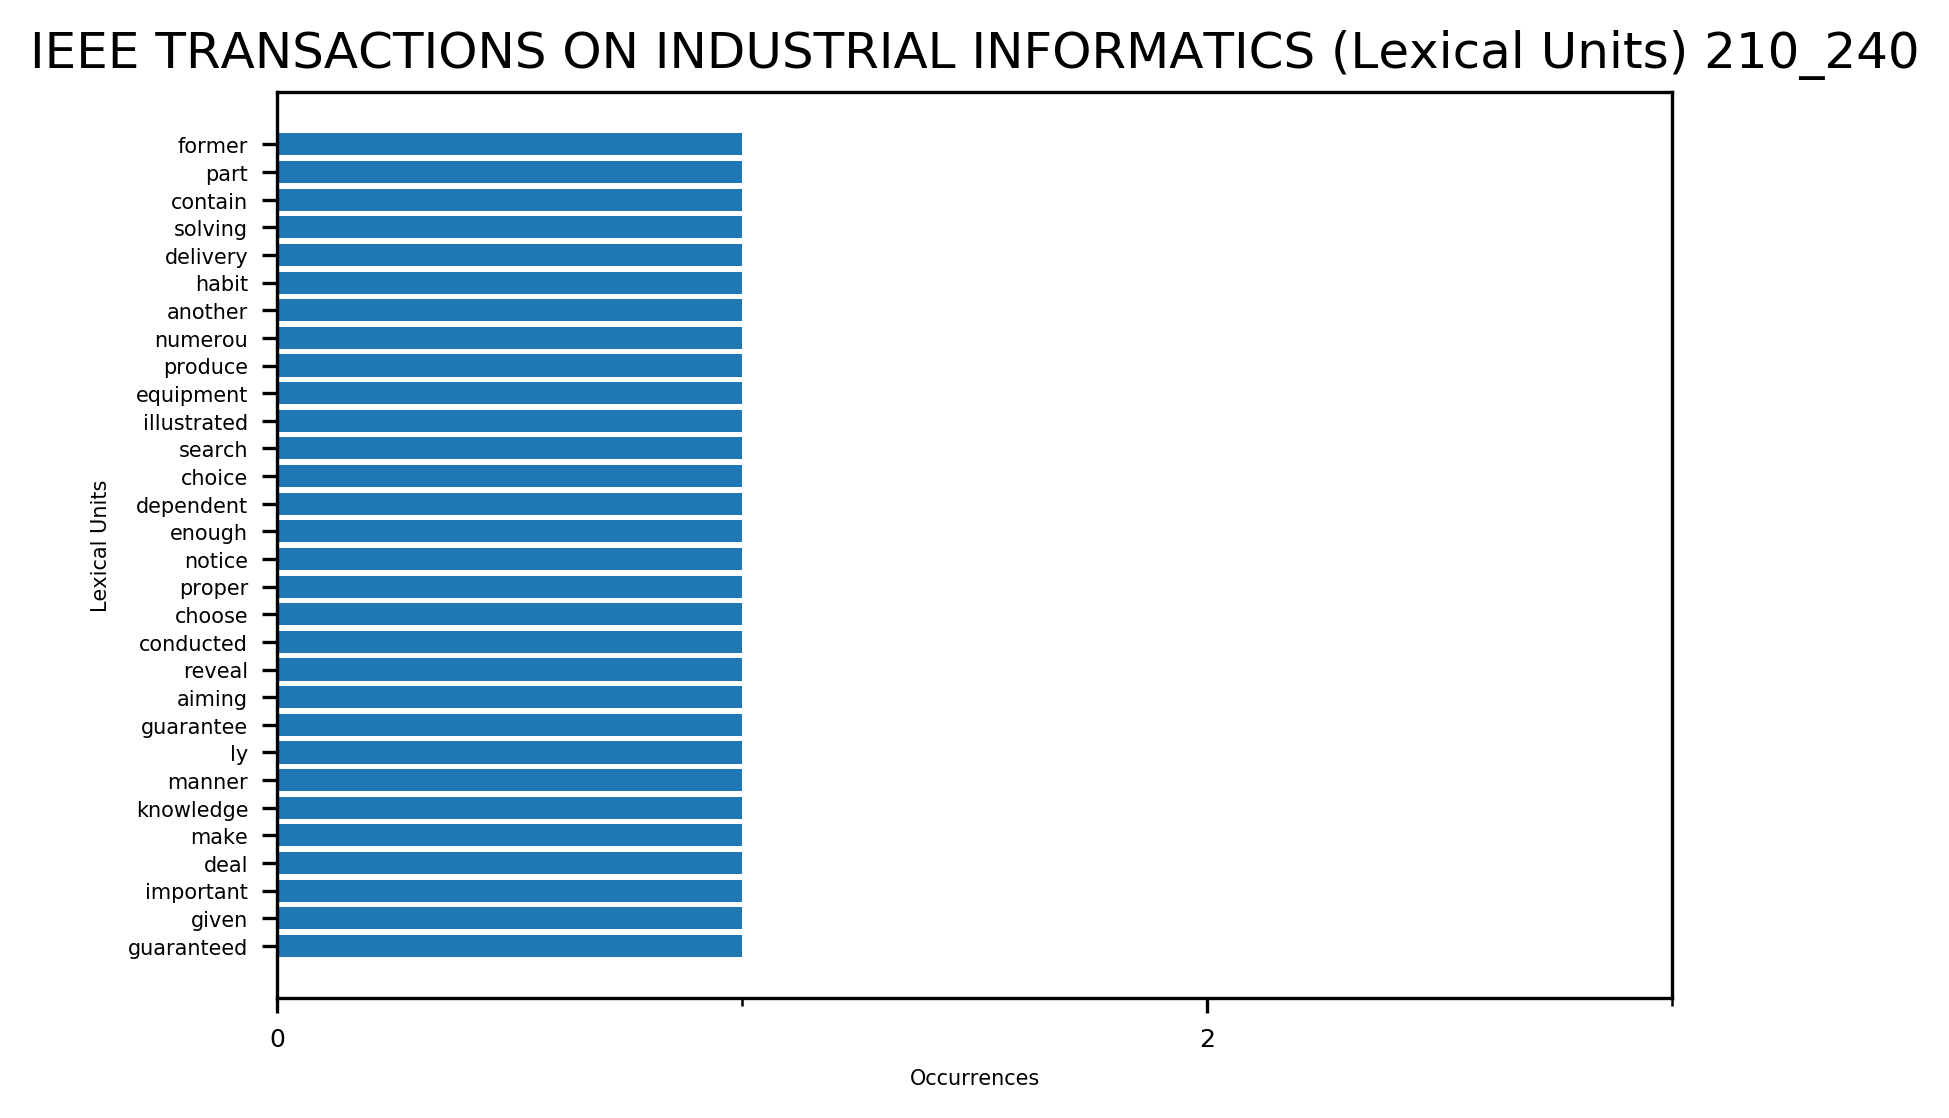 IEEE TRANSACTIONS ON INDUSTRIAL INFORMATICS (Lexical Units) 210_240
former
part
contain
solving
delivery
habit
another
numerou
produce
equipment
illustrated
search
choice
dependent
enough
notice
proper
choose
conducted
reveal
aiming
guarantee
ly
manner
knowledge
make
deal
important
given
guaranteed
Lexical Units
0 2
Occurrences